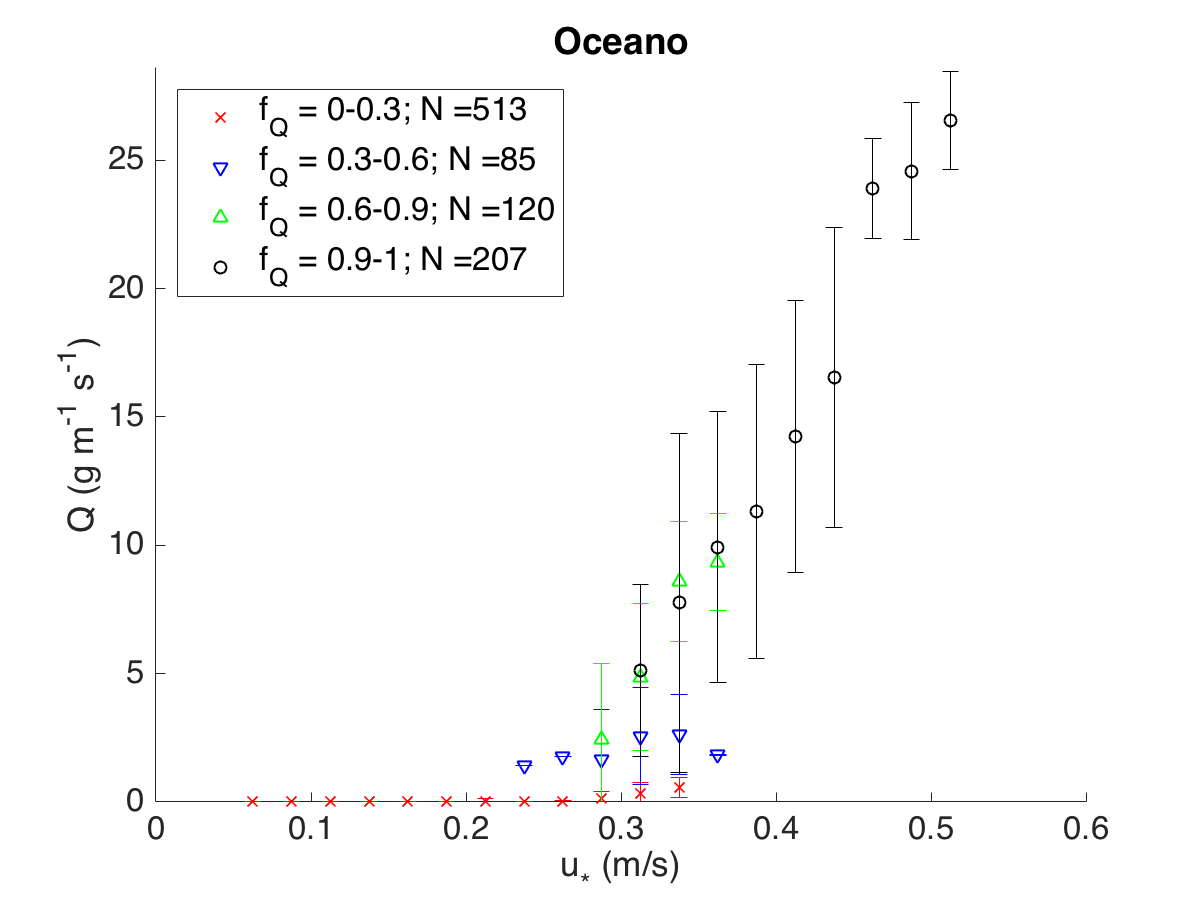 Oceano
f_Q = 0-0.3; N =513
f_Q = 0.3-0.6; N =85
f_Q = 0.6-0.9; N =120
f_Q = 0.9-1; N =207
Q (g m^-1 s^-1)
25
20
15
10
5
0
0 0.1 0.2 0.3 0.4 0.5 0.6
u_* (m/s)